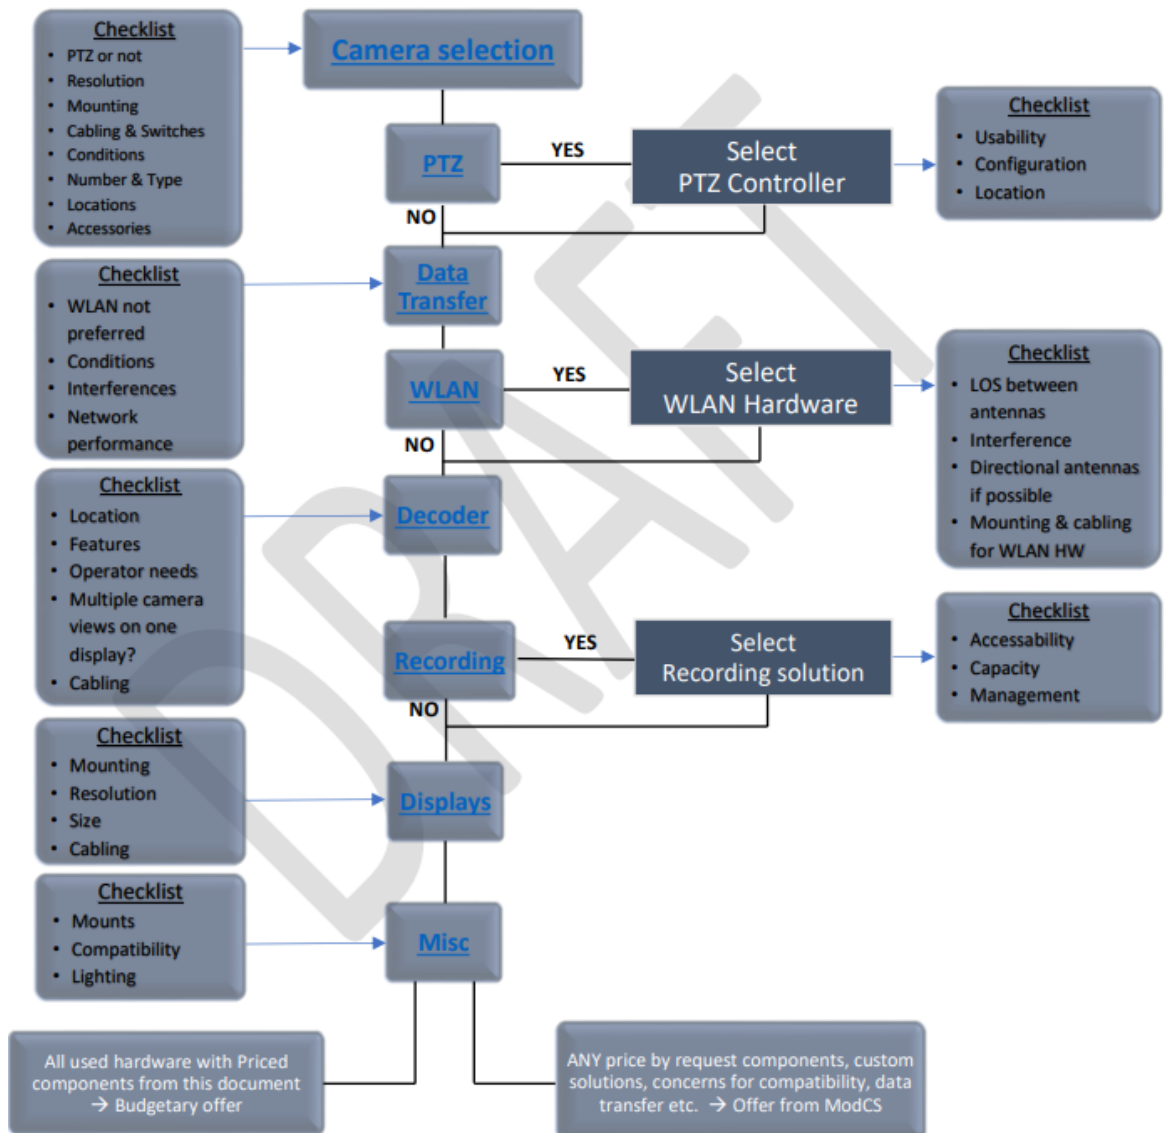 Checklist
• PTZ or not
• Resolution
• Mounting
• Cabling & Switches
• Conditions
• Number & Type
• Locations
• Accessories
Camera selection
PTZ
YES
NO
Select
PTZ Controller
Checklist
• Usability
• Configuration
• Location
Checklist
• WLAN not
preferred
• Conditions
• Interferences
• Network
performance
Data
Transfer
WLAN
YES
NO
Select
WLAN Hardware
Checklist
• LOS between
antennas
• Interference
• Directional antennas
if possible
• Mounting & cabling
for WLAN HW
Checklist
• Location
• Features
• Operator needs
• Multiple camera
views on one
display?
• Cabling
Decoder
Recording
YES
NO
Select
Recording solution
Checklist
• Accessability
• Capacity
• Management
Checklist
• Mounting
• Resolution
• Size
• Cabling
Displays
Checklist
• Mounts
• Compatibility
• Lighting
Misc
All used hardware with Priced
components from this document
→ Budgetary offer
ANY price by request components, custom
solutions, concerns for compatibility, data
transfer etc. → Offer from ModCS
DRAFT